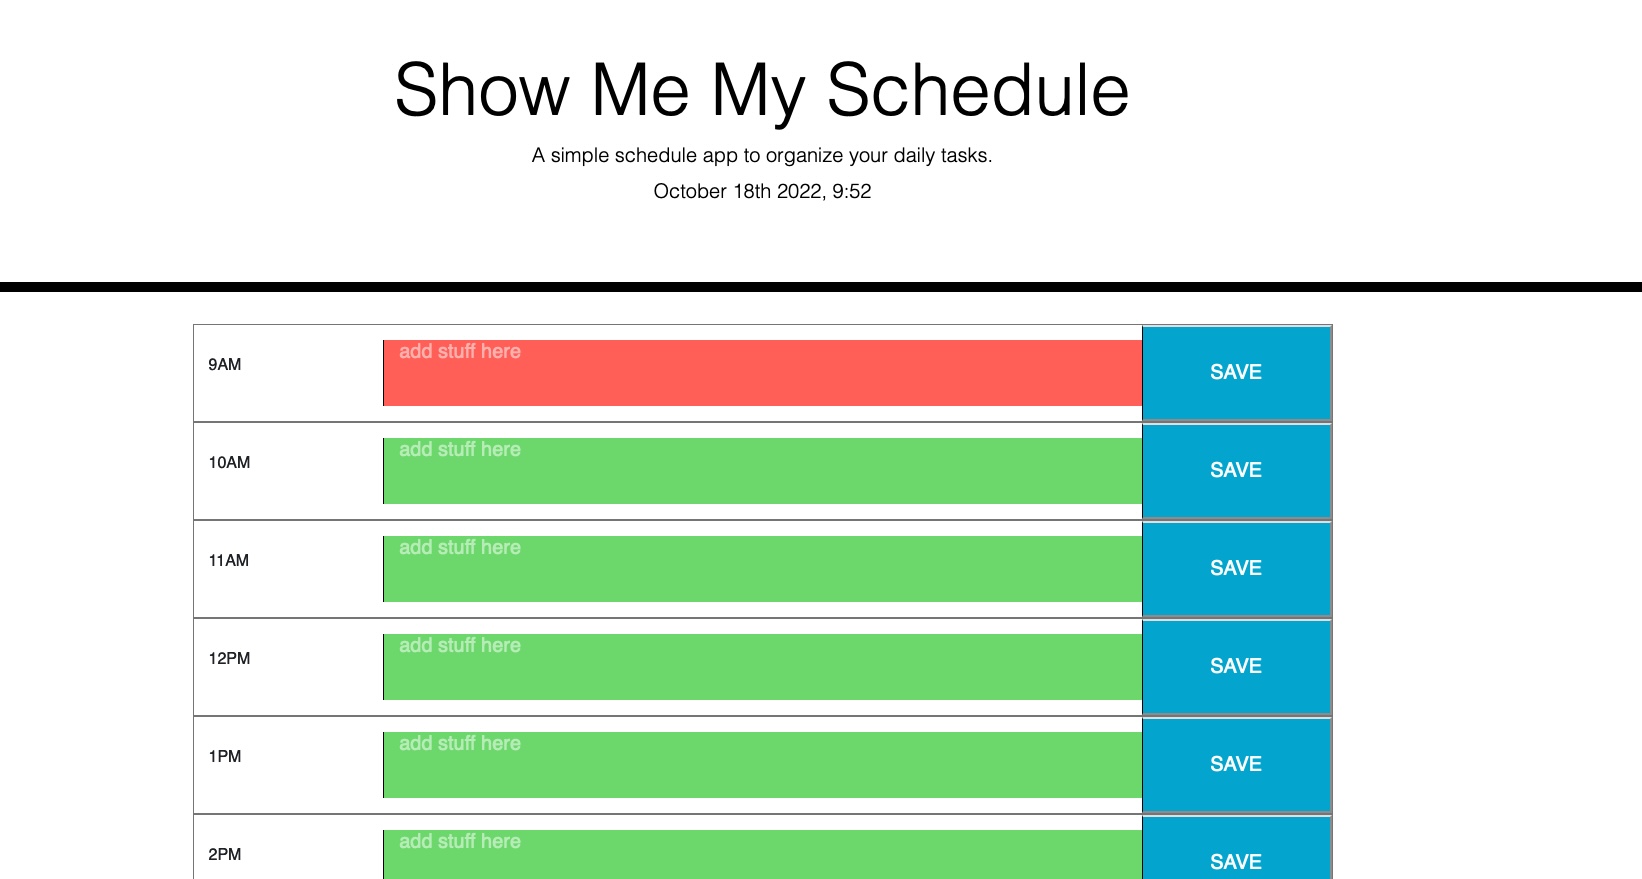 Show Me My Schedule
A simple schedule app to organize your daily tasks.
October 18th 2022, 9:52
9AM add stuff here SAVE
10AM add stuff here SAVE
11AM add stuff here SAVE
12PM add stuff here SAVE
1PM add stuff here SAVE
2PM add stuff here SAVE